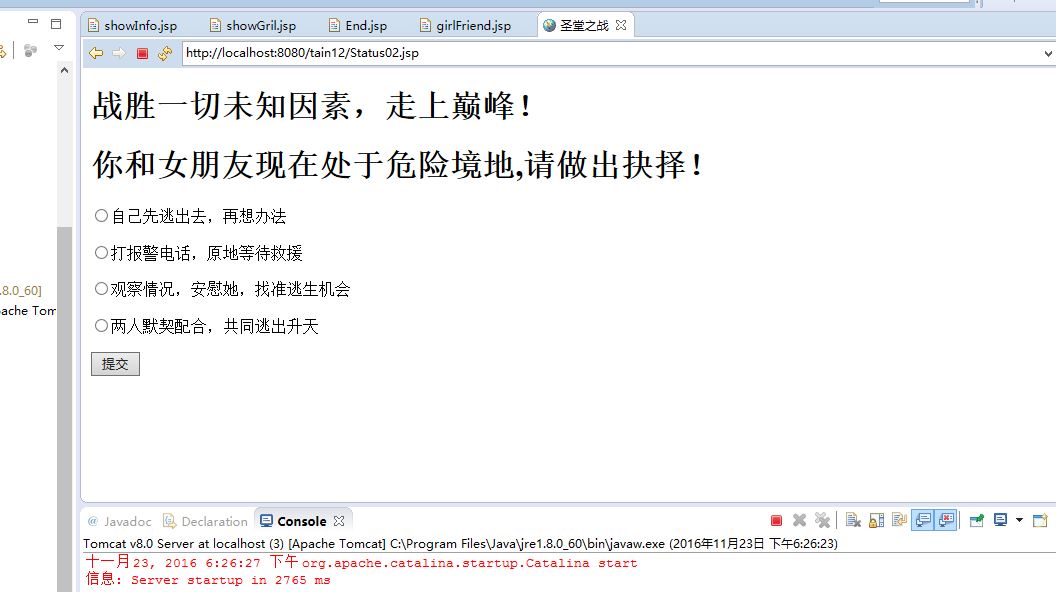 showInfo.jsp showGril.jsp End.jsp girlFriend.jsp 圣堂之战
http://localhost:8080/tain12/Status02.jsp
战胜一切未知因素，走上巅峰！
你和女朋友现在处于危险境地,请做出抉择！
自己先逃出去，再想办法
打报警电话，原地等待救援
观察情况，安慰她，找准逃生机会
.8.0_60]
pache Tom
两人默契配合，共同逃出升天
提交
@ Javadoc Declaration Console
Tomcat v8.0 Server at localhost (3) [Apache Tomcat] C:\Program Files\Java\jre1.8.0_60\bin\javaw.exe (2016年11月23日 下午6:26:23)
十一月 23, 2016 6:26:27 下午 org.apache.catalina.startup.Catalina start
信息: Server startup in 2765 ms